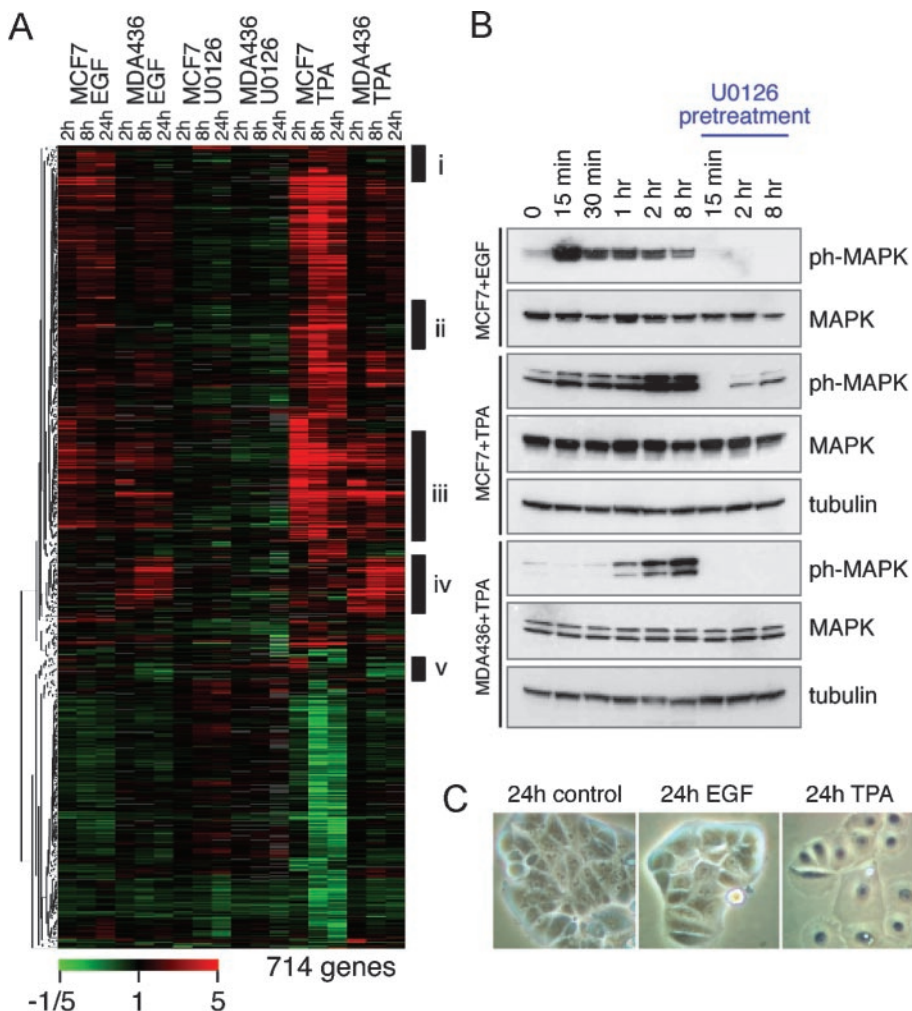 A
MCF7 EGF
MDA436 EGF
MCF7 U0126
MDA436 U0126
MCF7 TPA
MDA436 TPA
2h 8h 24h 2h 8h 24h 2h 8h 24h 2h 8h 24h 2h 8h 24h 2h 8h 24h
i
ii
iii
iv
v
-1/5 1 5
714 genes
B
U0126
pretreatment
0 15 min 30 min 1 hr 2 hr 8 hr 15 min 2 hr 8 hr
MCF7+EGF
ph-MAPK
MAPK
MCF7+TPA
ph-MAPK
MAPK
tubulin
MDA436+TPA
ph-MAPK
MAPK
tubulin
C
24h control 24h EGF 24h TPA